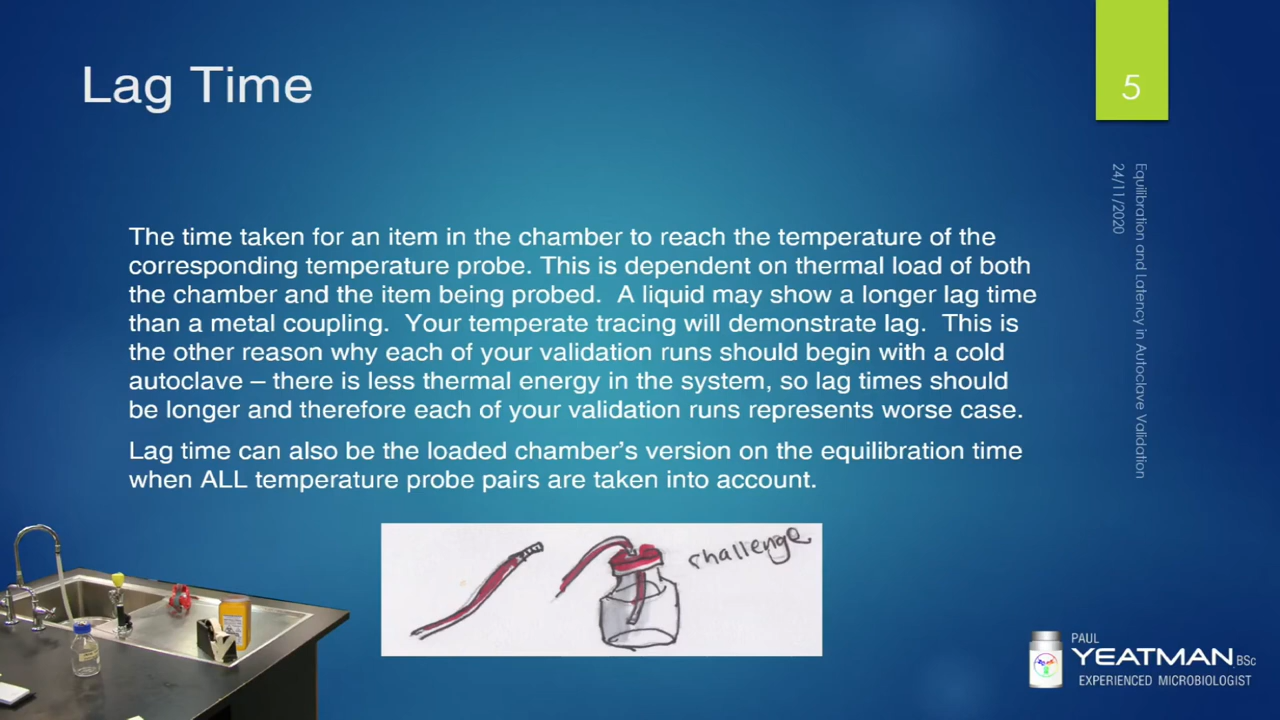 Lag Time
5
The time taken for an item in the chamber to reach the temperature of the
corresponding temperature probe. This is dependent on thermal load of both
the chamber and the item being probed.  A liquid may show a longer lag time
than a metal coupling.  Your temperate tracing will demonstrate lag.  This is
the other reason why each of your validation runs should begin with a cold
autoclave – there is less thermal energy in the system, so lag times should
be longer and therefore each of your validation runs represents worse case.
Lag time can also be the loaded chamber's version on the equilibration time
when ALL temperature probe pairs are taken into account.
challenge
Equilibration and Latency in Autoclave Validation
24/11/2020
PAUL
YEATMAN BSc
EXPERIENCED MICROBIOLOGIST